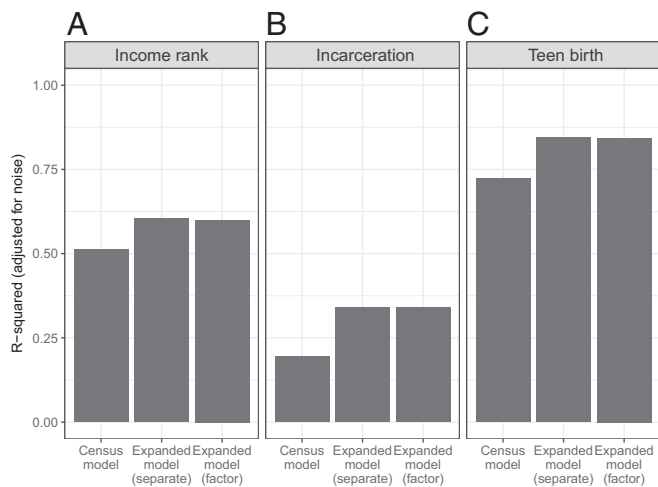 A
B
C
Income rank
Incarceration
Teen birth
R-squared (adjusted for noise)
1.00
0.75
0.50
0.25
0.00
Census
model
Expanded
model
(separate)
Expanded
model
(factor)
Census
model
Expanded
model
(separate)
Expanded
model
(factor)
Census
model
Expanded
model
(separate)
Expanded
model
(factor)